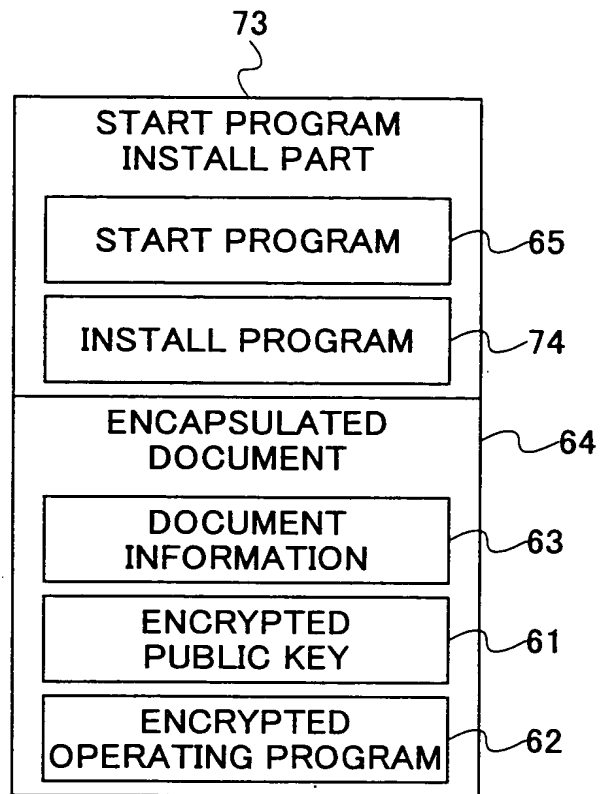 73
START PROGRAM
INSTALL PART
START PROGRAM
65
INSTALL PROGRAM
74
ENCAPSULATED
DOCUMENT
64
DOCUMENT
INFORMATION
63
ENCRYPTED
PUBLIC KEY
61
ENCRYPTED
OPERATING PROGRAM
62